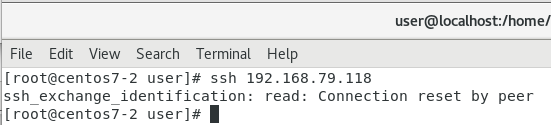 user@localhost:/home/
File Edit View Search Terminal Help
[root@centos7-2 user]# ssh 192.168.79.118
ssh_exchange_identification: read: Connection reset by peer
[root@centos7-2 user]#